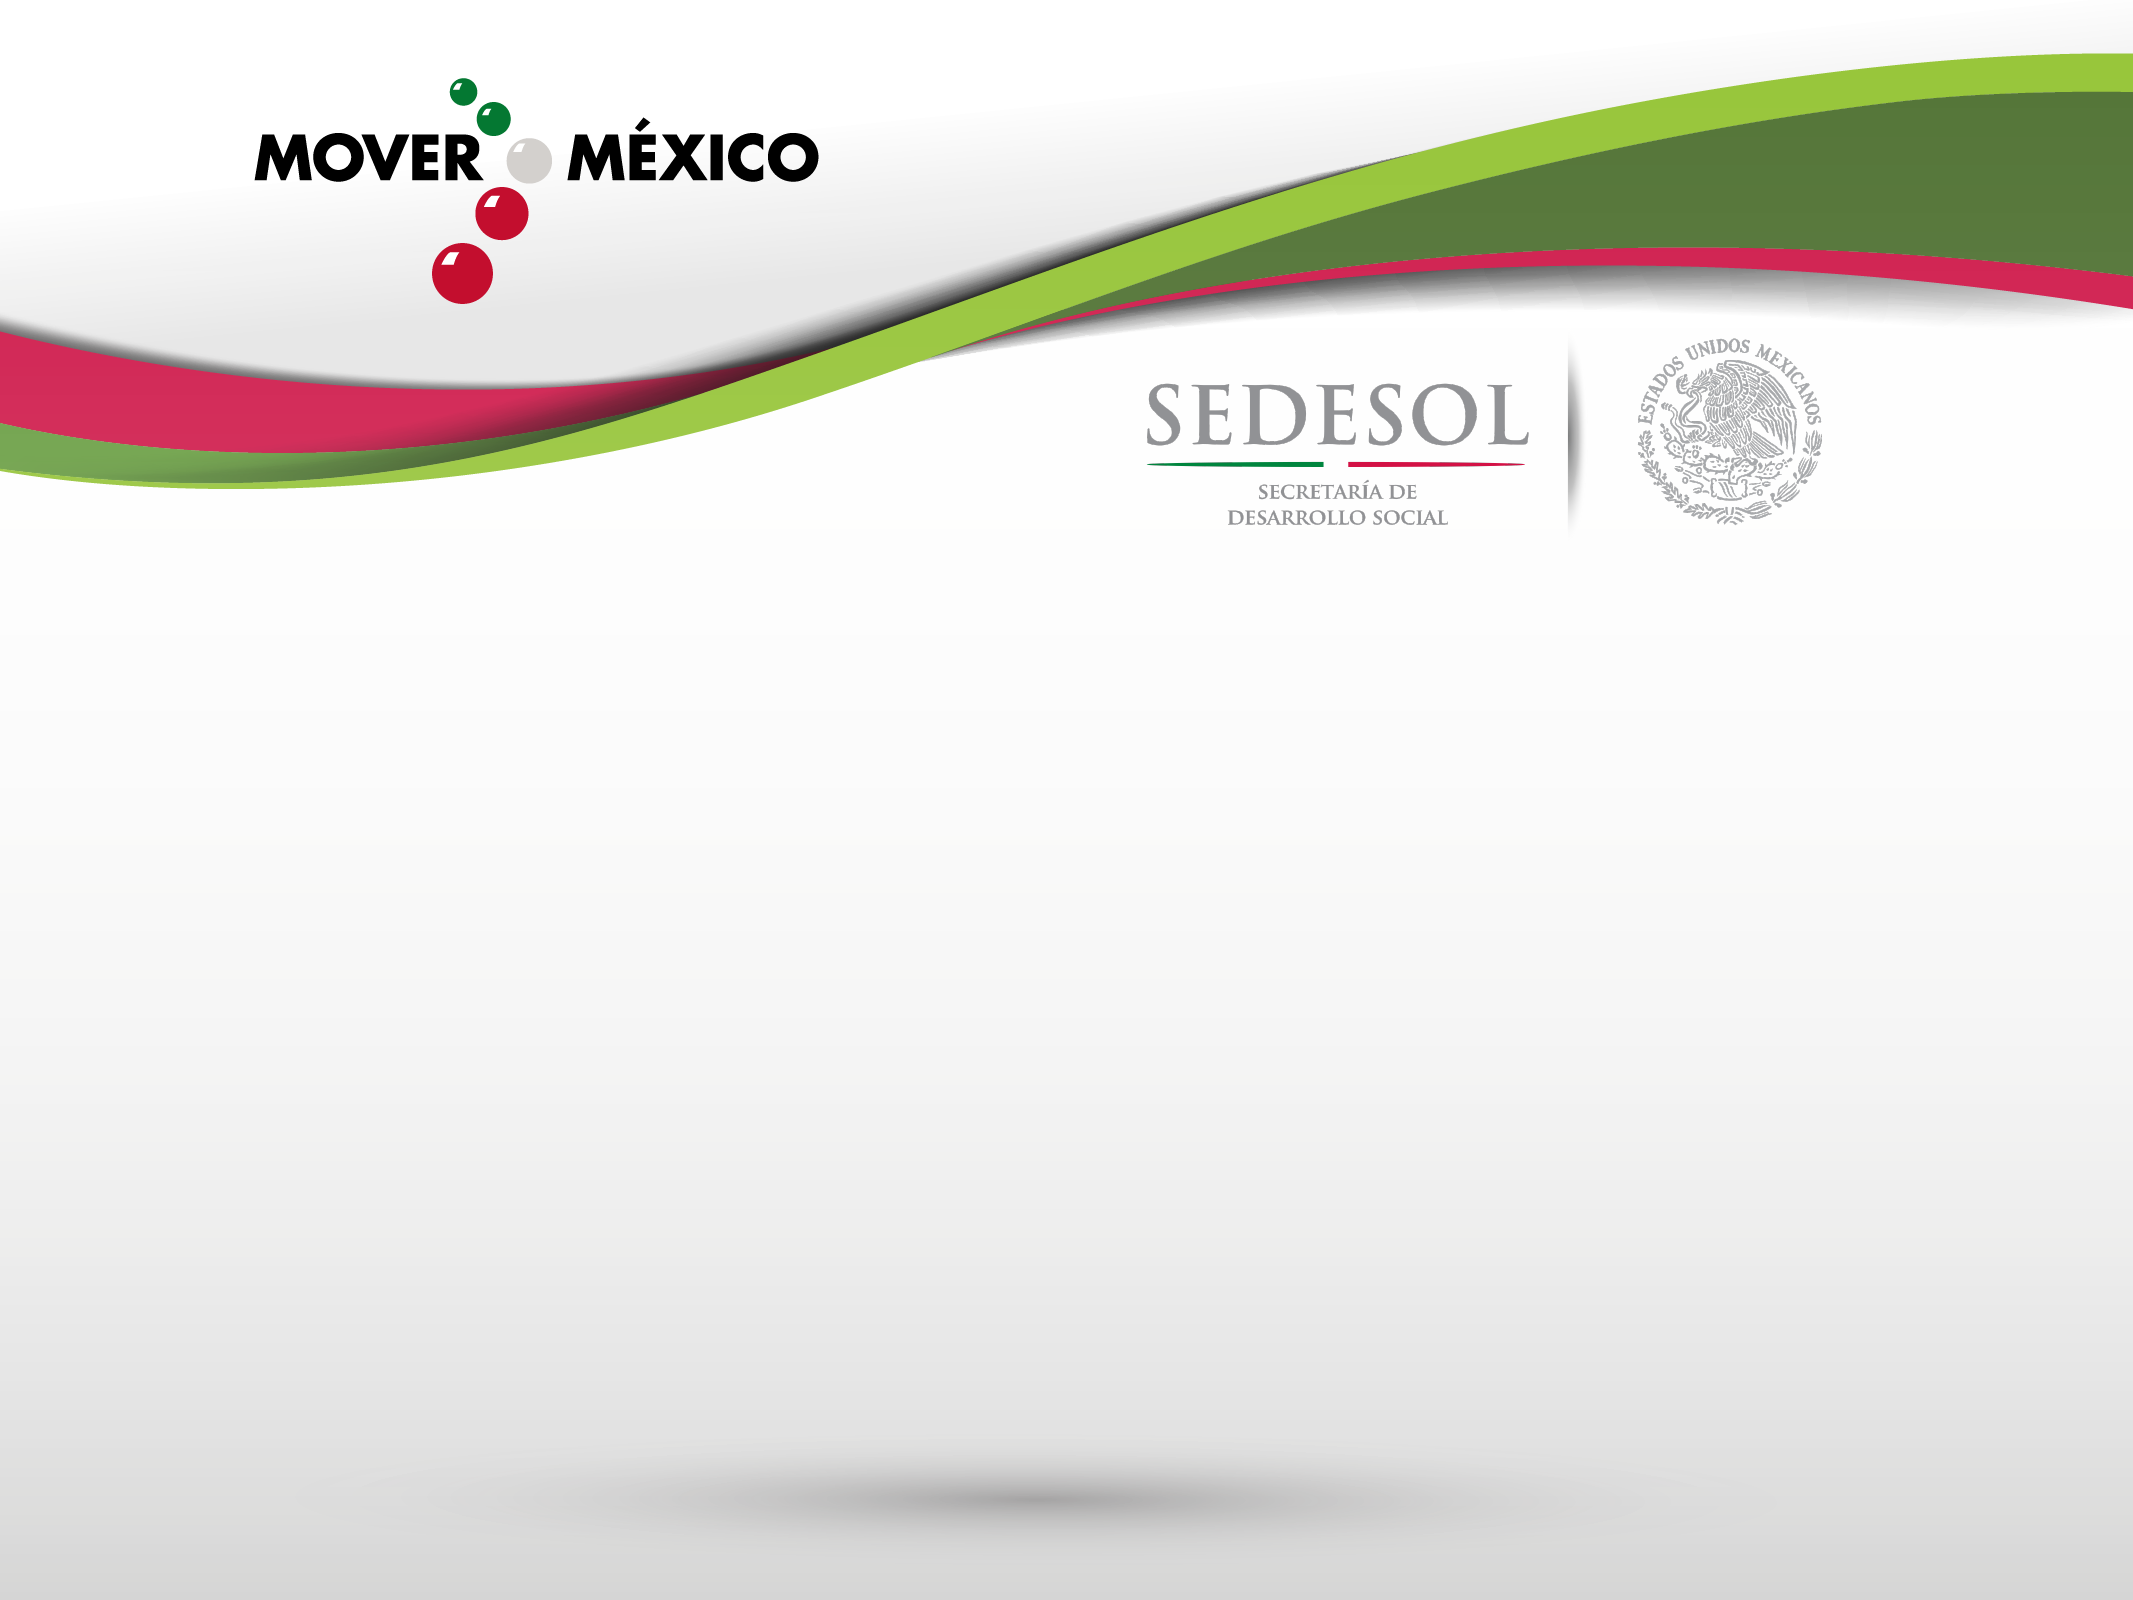 MOVER MÉXICO
SEDESOL
SECRETARÍA DE
DESARROLLO SOCIAL
ESTADOS UNIDOS MEXICANOS